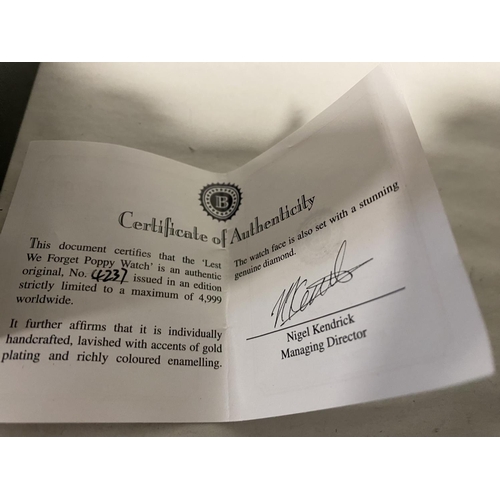 B
Certificate of Authenticity
This document certifies that the 'Lest
We Forget Poppy Watch' is an authentic
original, No. 4237 issued in an edition
strictly limited to a maximum of 4,999
worldwide.
It further affirms that it is individually
handcrafted, lavished with accents of gold
plating and richly coloured enamelling.
The watch face is also set with a stunning
genuine diamond.
Nigel Kendrick
Managing Director